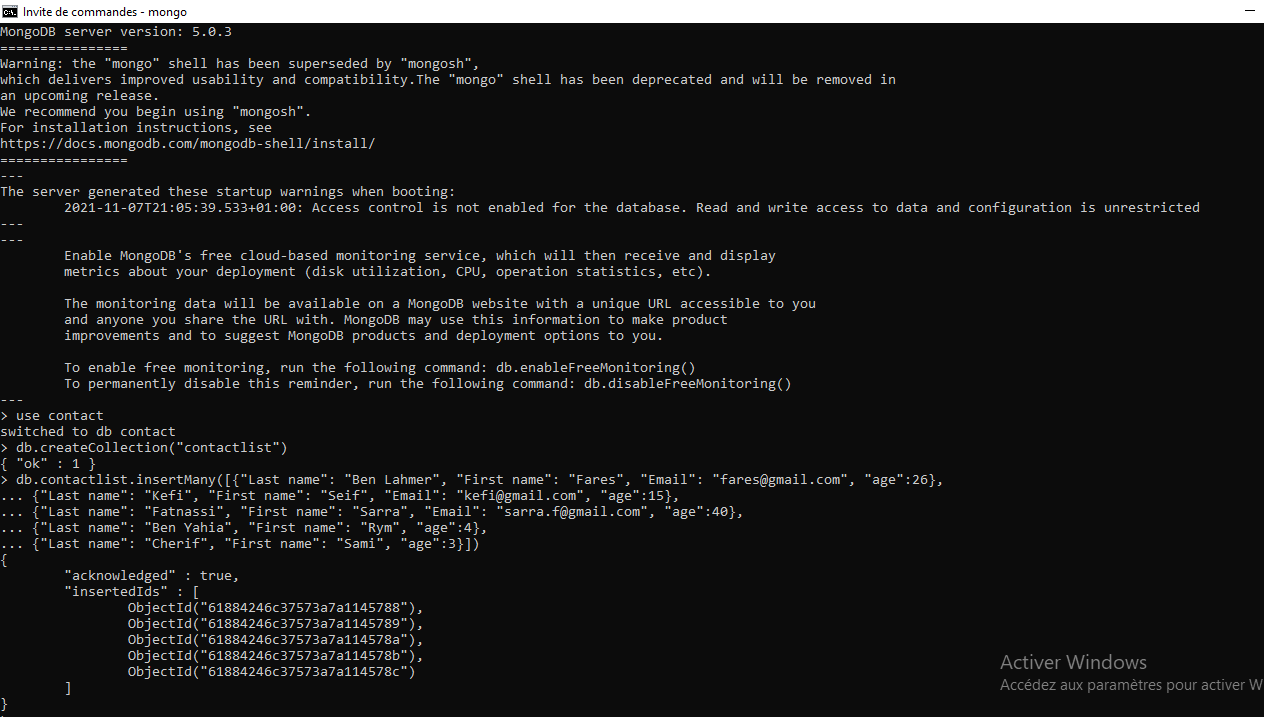 Invite de commandes - mongo
MongoDB server version: 5.0.3
================
Warning: the "mongo" shell has been superseded by "mongosh",
which delivers improved usability and compatibility.The "mongo" shell has been deprecated and will be removed in
an upcoming release.
We recommend you begin using "mongosh".
For installation instructions, see
https://docs.mongodb.com/mongodb-shell/install/
================
---
The server generated these startup warnings when booting:
        2021-11-07T21:05:39.533+01:00: Access control is not enabled for the database. Read and write access to data and configuration is unrestricted
---
---
        Enable MongoDB's free cloud-based monitoring service, which will then receive and display
        metrics about your deployment (disk utilization, CPU, operation statistics, etc).

        The monitoring data will be available on a MongoDB website with a unique URL accessible to you
        and anyone you share the URL with. MongoDB may use this information to make product
        improvements and to suggest MongoDB products and deployment options to you.

        To enable free monitoring, run the following command: db.enableFreeMonitoring()
        To permanently disable this reminder, run the following command: db.disableFreeMonitoring()
---
> use contact
switched to db contact
> db.createCollection("contactlist")
{ "ok" : 1 }
> db.contactlist.insertMany([{"Last name": "Ben Lahmer", "First name": "Fares", "Email": "fares@gmail.com", "age":26},
... {"Last name": "Kefi", "First name": "Seif", "Email": "kefi@gmail.com", "age":15},
... {"Last name": "Fatnassi", "First name": "Sarra", "Email": "sarra.f@gmail.com", "age":40},
... {"Last name": "Ben Yahia", "First name": "Rym", "age":4},
... {"Last name": "Cherif", "First name": "Sami", "age":3}])
{
        "acknowledged" : true,
        "insertedIds" : [
                ObjectId("61884246c37573a7a1145788"),
                ObjectId("61884246c37573a7a1145789"),
                ObjectId("61884246c37573a7a114578a"),
                ObjectId("61884246c37573a7a114578b"),
                ObjectId("61884246c37573a7a114578c")
        ]
}
Activer Windows
Accédez aux paramètres pour activer W